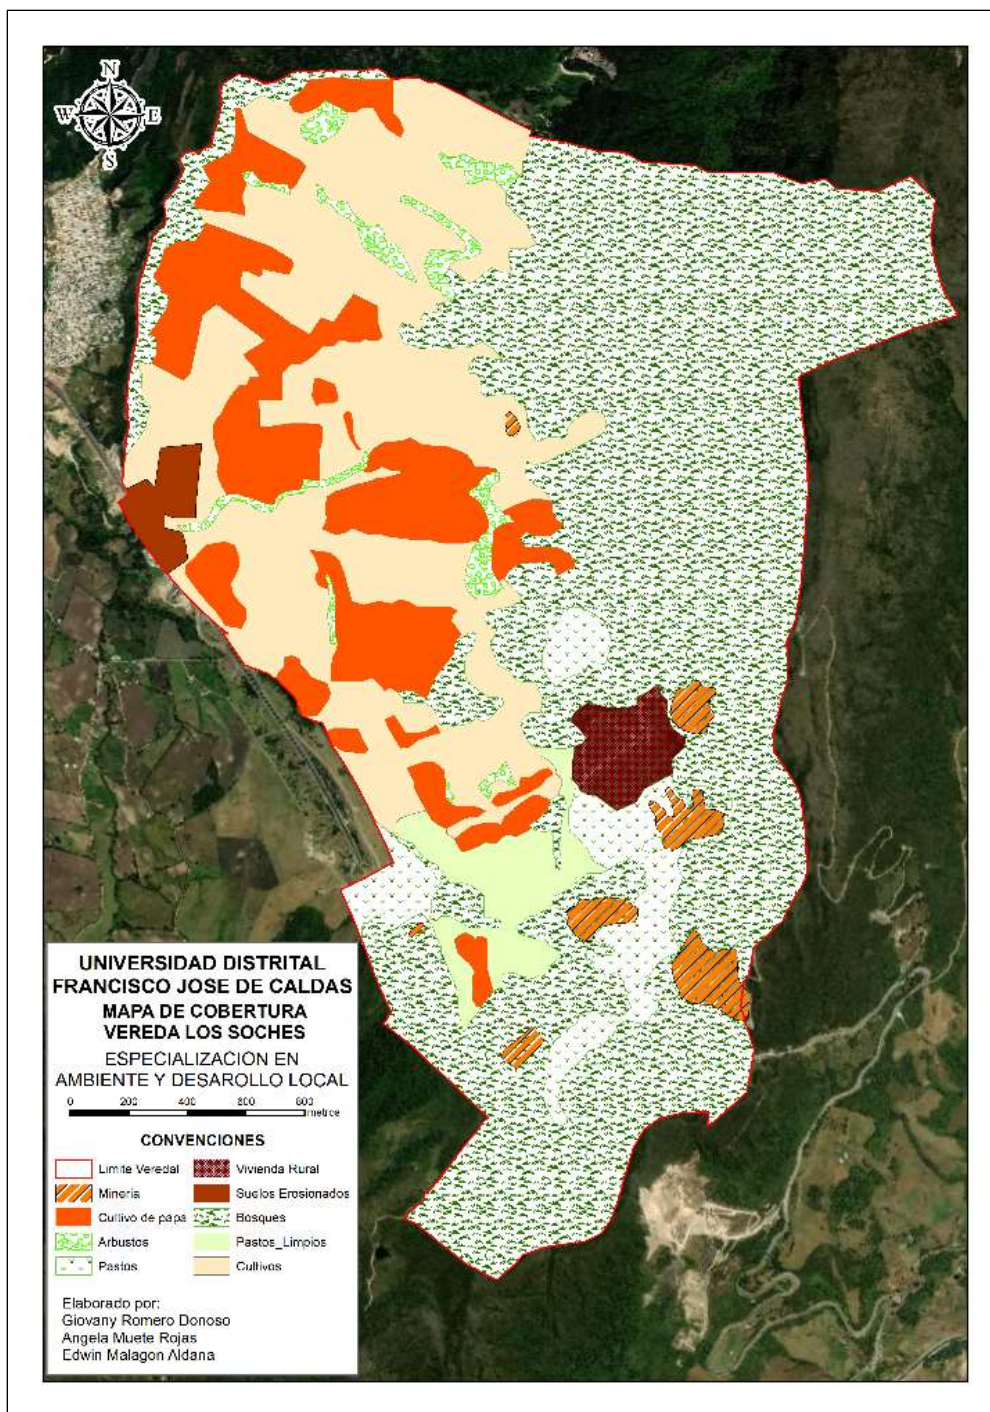 N
W E
S
UNIVERSIDAD DISTRITAL
FRANCISCO JOSE DE CALDAS
MAPA DE COBERTURA
VEREDA LOS SOCHES
ESPECIALIZACION EN
AMBIENTE Y DESAROLLO LOCAL
0 200 400 600 800
metros
CONVENCIONES
Limite Veredal
Vivienda Rural
Mineria
Suelos Erosionados
Cultivo de papa
Bosques
Arbustos
Pastos_Limpios
Pastos
Cultivos
Elaborado por:
Giovany Romero Donoso
Angela Muete Rojas
Edwin Malagon Aldana